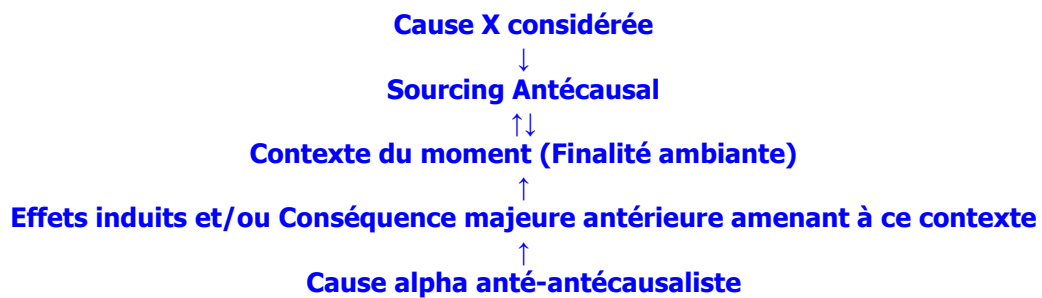 Cause X considérée
↓
Sourcing Antécausal
↑↓
Contexte du moment (Finalité ambiante)
↑
Effets induits et/ou Conséquence majeure antérieure amenant à ce contexte
↑
Cause alpha anté-antécausaliste